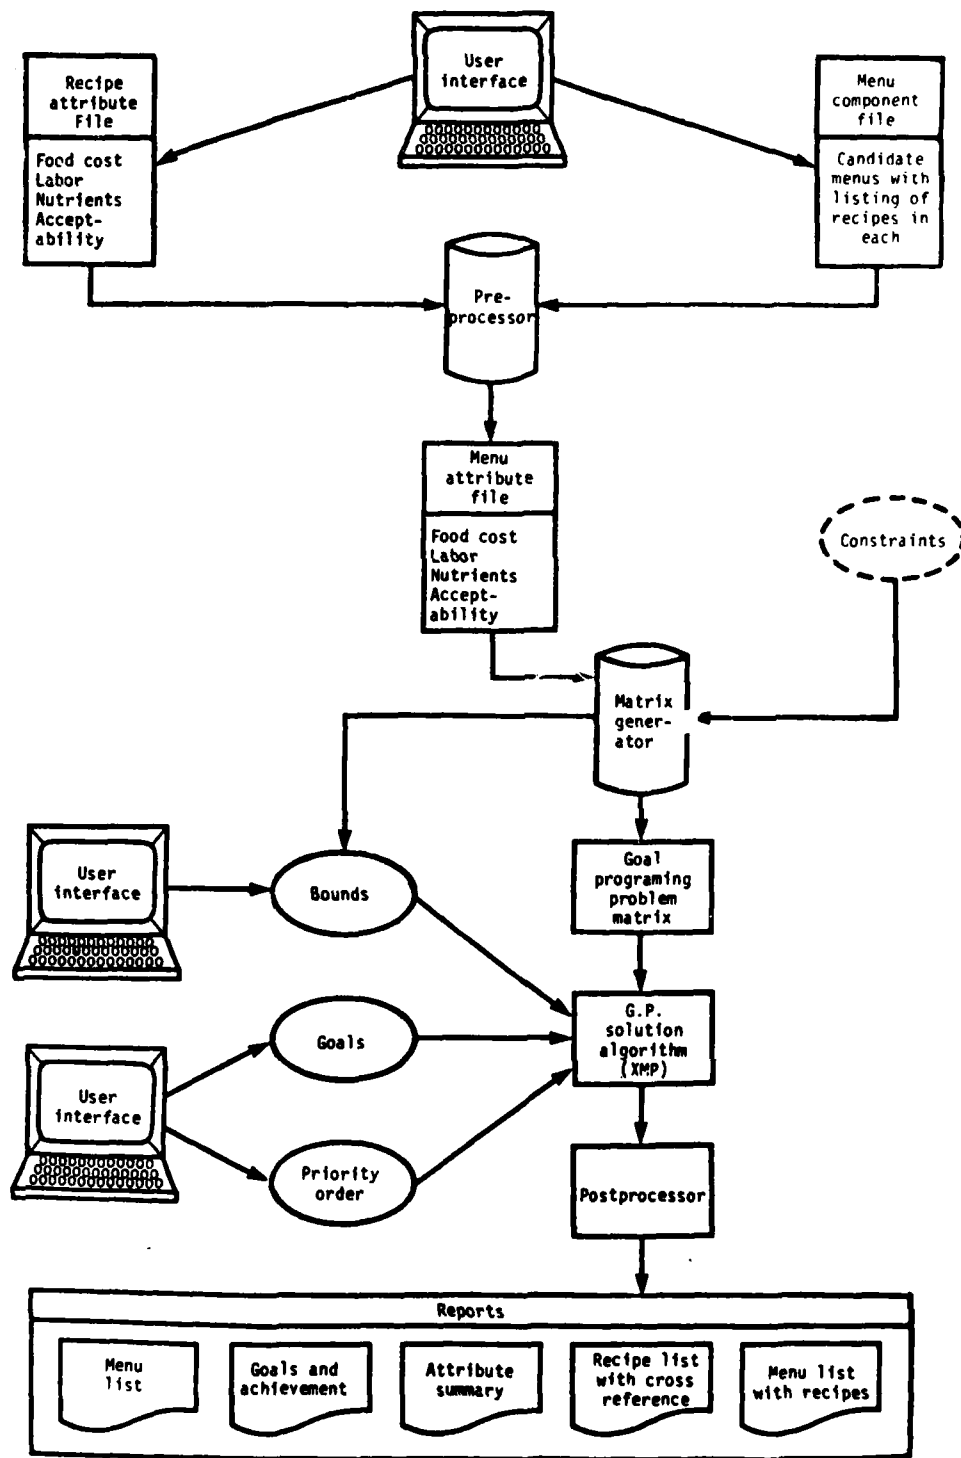 User
interface
Recipe
attribute
File
Food cost
Labor
Nutrients
Accept-
ability
Menu
component
file
Candidate
menus with
listing of
recipes in
each
Pre-
processor
Menu
attribute
file
Food cost
Labor
Nutrients
Accept-
ability
Constraints
Matrix
gener-
ator
User
interface
Bounds
Goal
programing
problem
matrix
G.P.
solution
algorithm
(XMP)
Goals
User
interface
Priority
order
Postprocessor
Reports
Menu
list
Goals and
achievement
Attribute
summary
Recipe list
with cross
reference
Menu list
with recipes